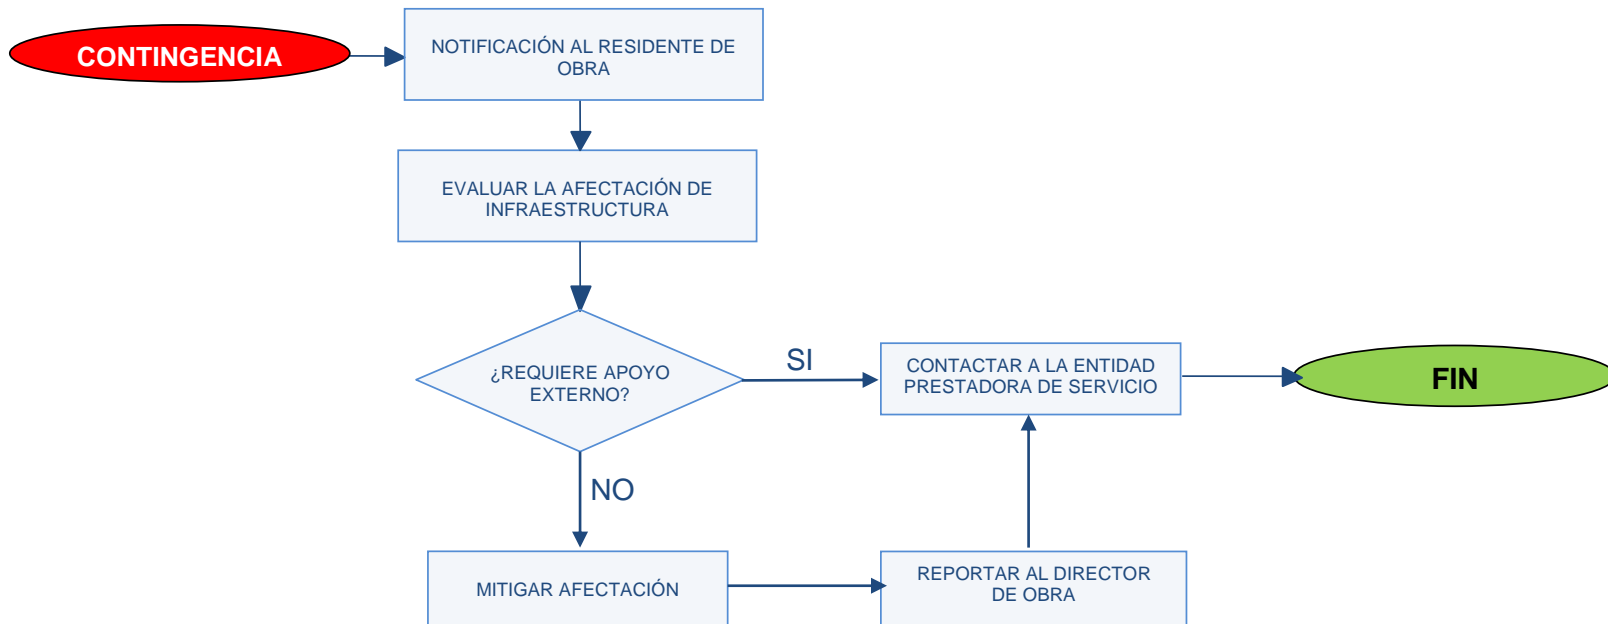 CONTINGENCIA
NOTIFICACIÓN AL RESIDENTE DE
OBRA
EVALUAR LA AFECTACIÓN DE
INFRAESTRUCTURA
¿REQUIERE APOYO
EXTERNO?
SI
CONTACTAR A LA ENTIDAD
PRESTADORA DE SERVICIO
FIN
NO
MITIGAR AFECTACIÓN
REPORTAR AL DIRECTOR
DE OBRA